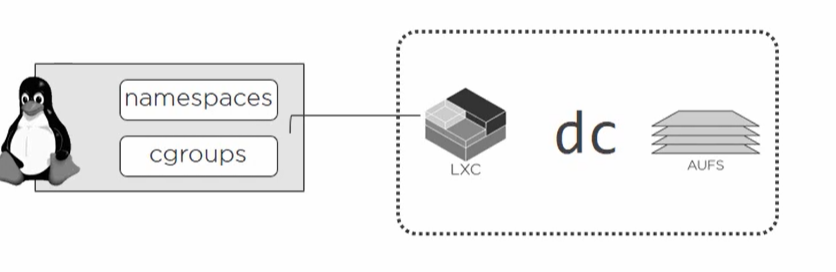 namespaces
cgroups
LXC
dc
AUFS